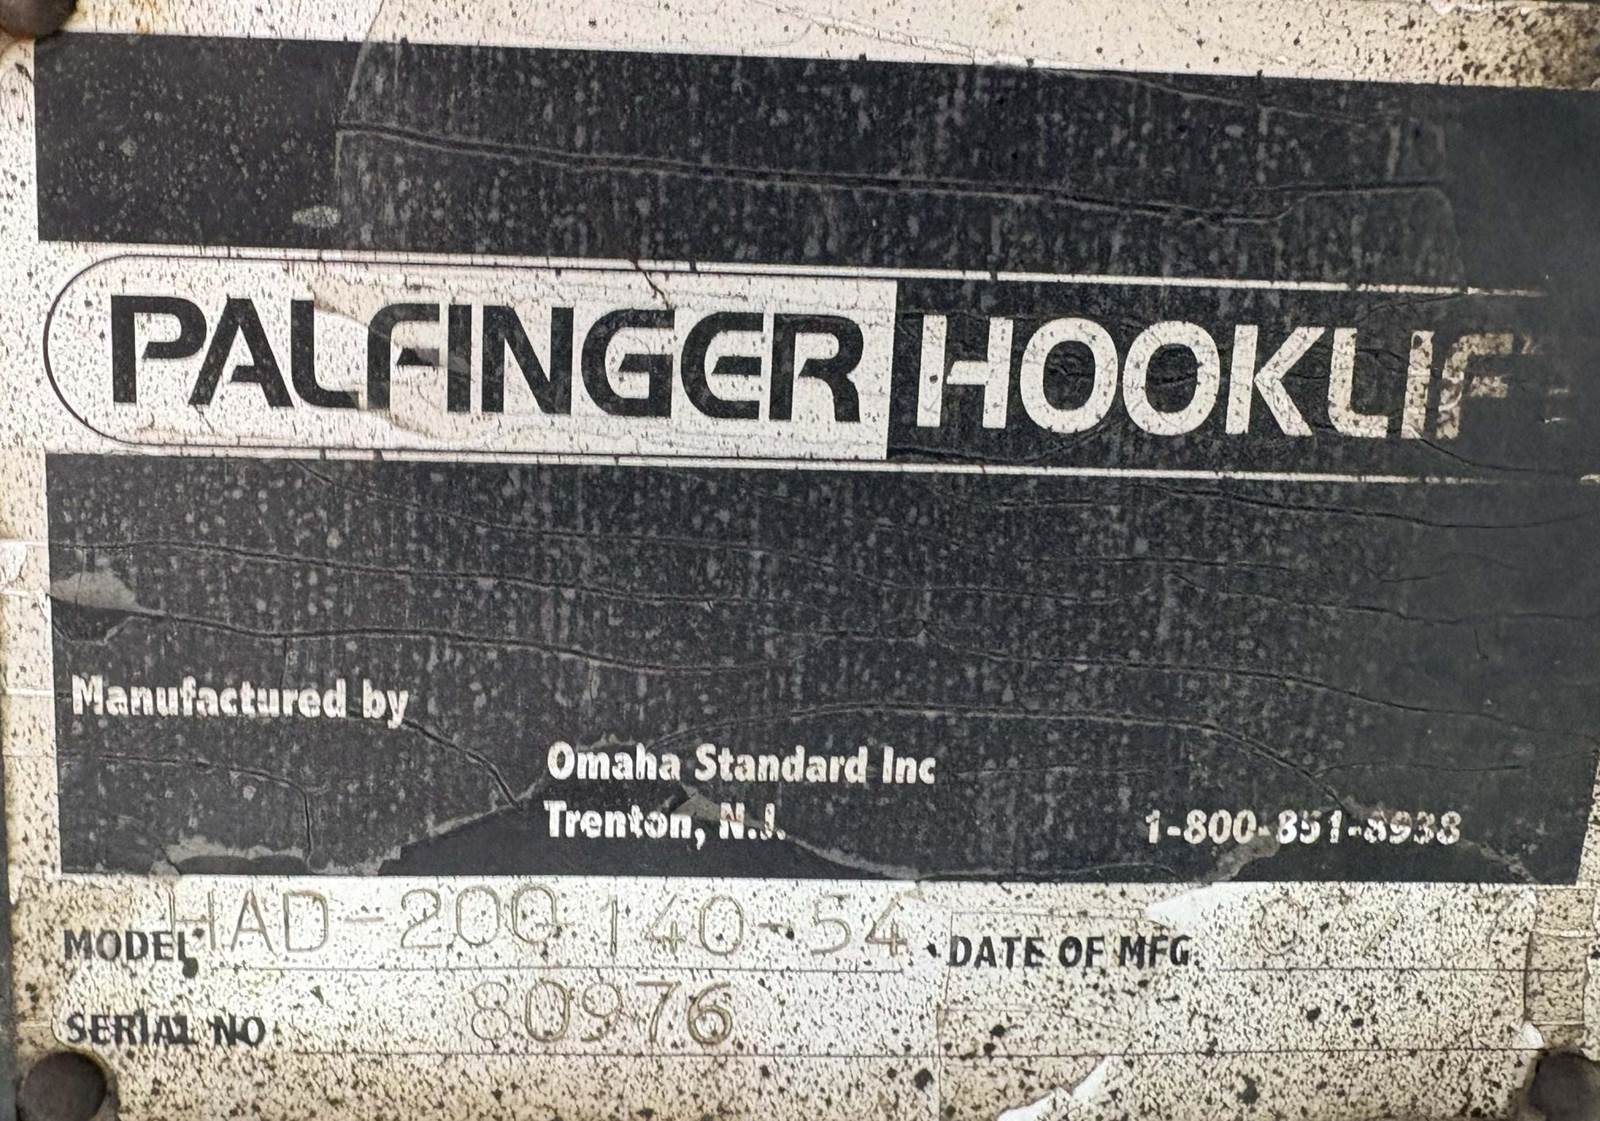 PALFINGER HOOKLIFT
Manufactured by
Omaha Standard Inc
Trenton, N.J.
1-800-851-8938
MODEL HAD-200 140-54 DATE OF MFG.
SERIAL NO 80976